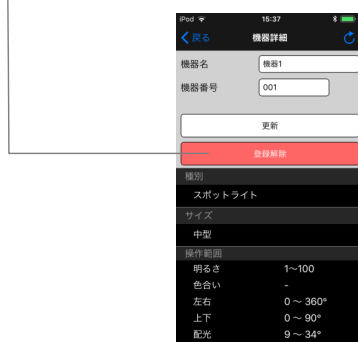 iPod 15:37
戻る 機器詳細
機器名 機器1
機器番号 001
更新
登録解除
種別
スポットライト
サイズ
中型
操作範囲
明るさ 1～100
色合い -
左右 0 ～ 360°
上下 0 ～ 90°
配光 9 ～ 34°